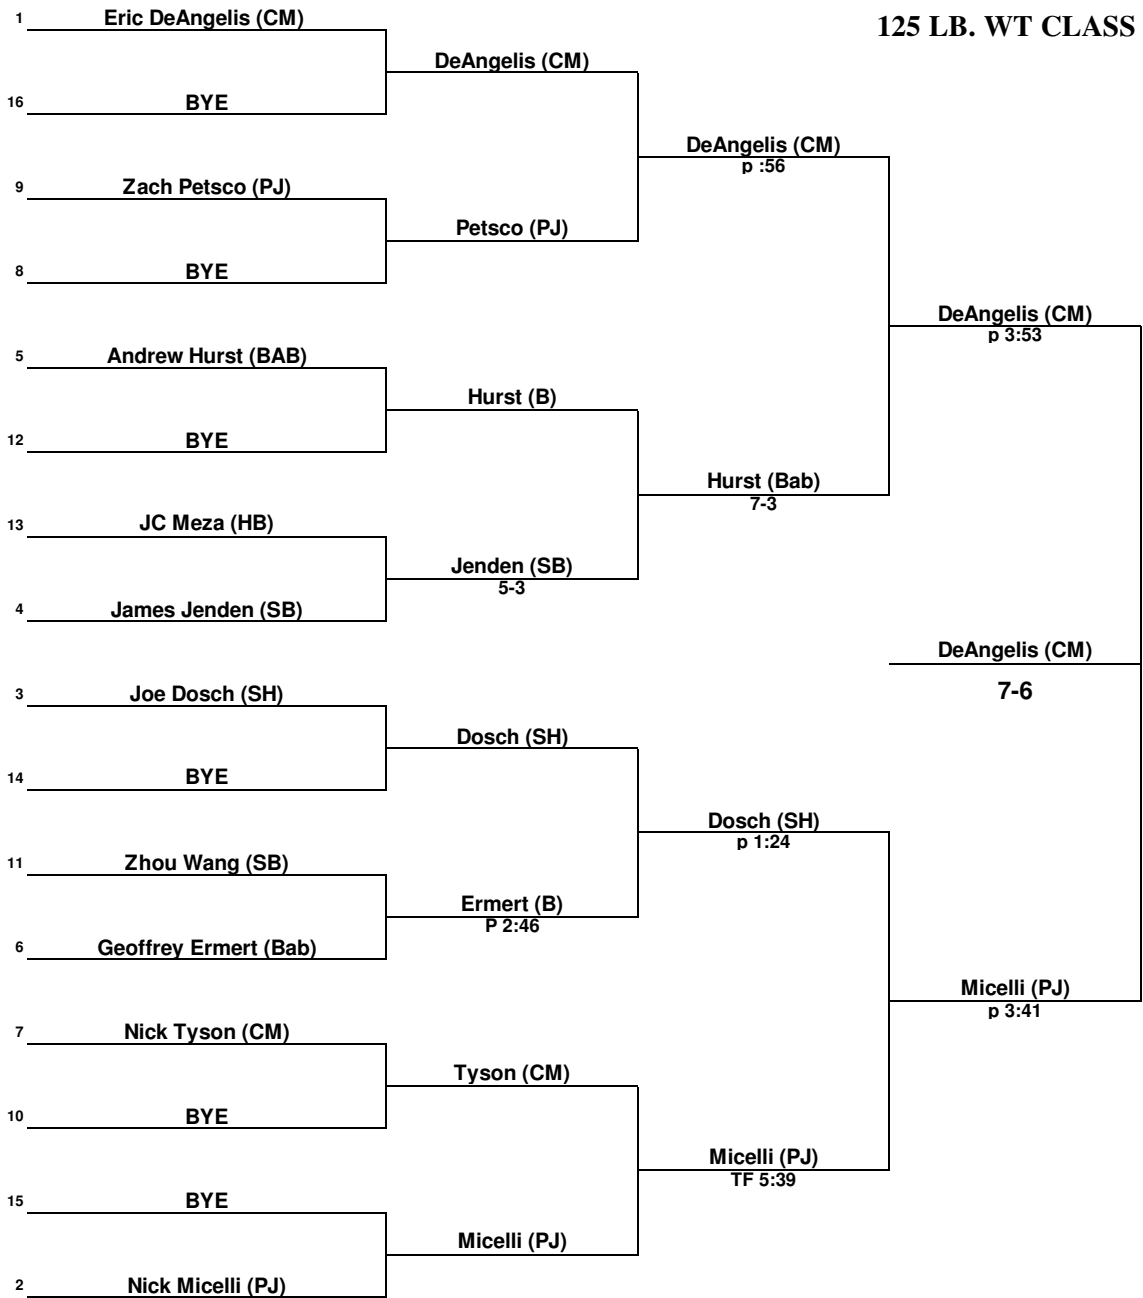 125 LB. WT CLASS
1 Eric DeAngelis (CM)
DeAngelis (CM)
16 BYE
DeAngelis (CM)
p :56
9 Zach Petsco (PJ)
Petsco (PJ)
8 BYE
DeAngelis (CM)
p 3:53
5 Andrew Hurst (BAB)
Hurst (B)
12 BYE
Hurst (Bab)
7-3
13 JC Meza (HB)
Jenden (SB)
5-3
4 James Jenden (SB)
DeAngelis (CM)
7-6
3 Joe Dosch (SH)
Dosch (SH)
14 BYE
Dosch (SH)
p 1:24
11 Zhou Wang (SB)
Ermert (B)
P 2:46
6 Geoffrey Ermert (Bab)
Micelli (PJ)
p 3:41
7 Nick Tyson (CM)
Tyson (CM)
10 BYE
Micelli (PJ)
TF 5:39
15 BYE
Micelli (PJ)
2 Nick Micelli (PJ)